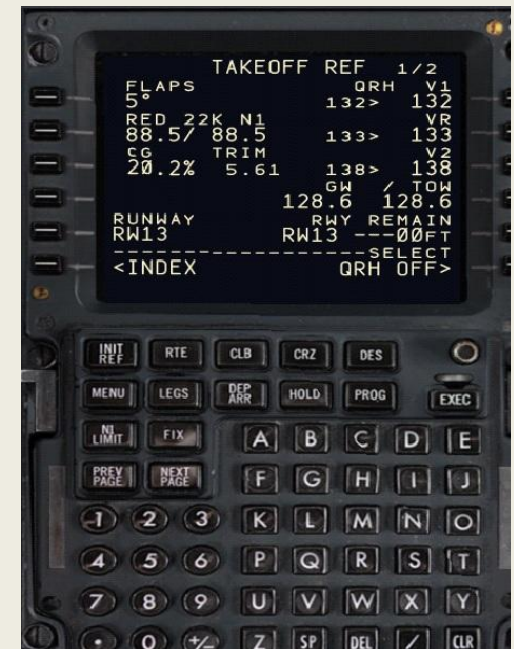 TAKEOFF REF 1/2
FLAPS QRH V1
5° 132> 132
RED 22K N1 VR
88.5/ 88.5 133> 133
CG TRIM V2
20.2% 5.61 138> 138
GW / TOW
128.6 128.6
RUNWAY RWY REMAIN
RW13 RW13 ---00FT
------------------SELECT
<INDEX QRH OFF>
INIT REF RTE CLB CRZ DES
MENU LEGS DEP ARR HOLD PROG EXEC
N1 LIMIT FIX A B C D E
PREV PAGE NEXT PAGE F G H I J
1 2 3 K L M N O
4 5 6 P Q R S T
7 8 9 U V W X Y
. 0 +/- Z SP DEL / CLR